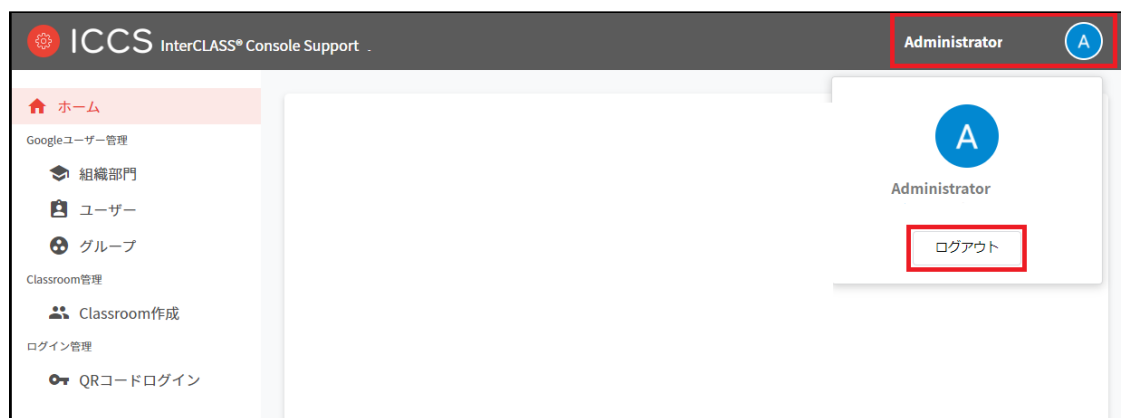 ICCS InterCLASS® Console Support .
Administrator
A
ホーム
Googleユーザー管理
組織部門
ユーザー
グループ
Classroom管理
Classroom作成
ログイン管理
QRコードログイン
A
Administrator
ログアウト